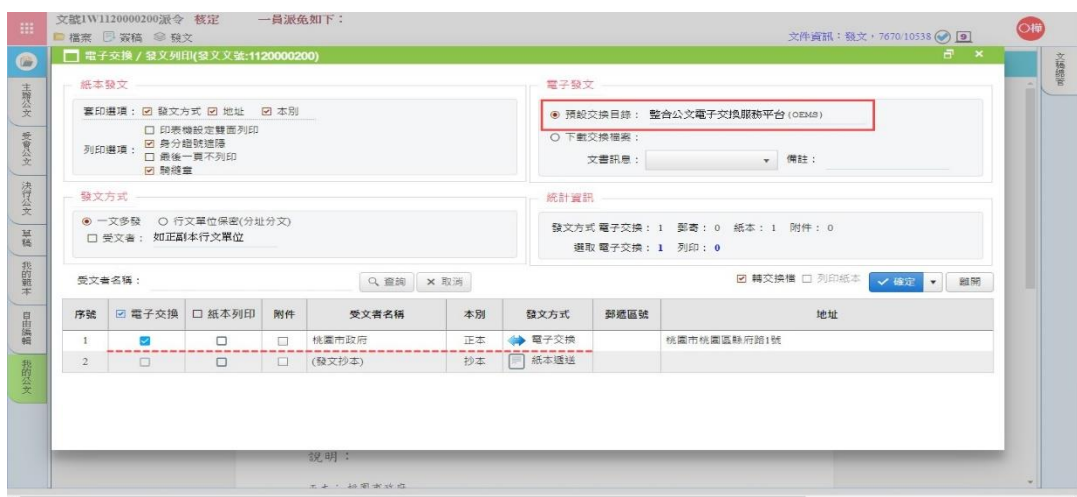 文號1W1120000200派令 核定 一員派免如下：
檔案 簽稿 發文
文件資訊：發文，7670/10538 9
電子交換 / 發文列印(發文文號:1120000200)
主辦公文
受會公文
決行公文
草稿
我的範本
自由編輯
我的公文
文稿總管
紙本發文
套印選項： 發文方式 地址 本別
列印選項： 印表機設定雙面列印
身分證號遮障
最後一頁不列印
騎縫章
電子發文
預設交換目錄： 整合公文電子交換服務平台(OEMS)
下載交換檔案：
文書訊息： 備註：
發文方式
一文多發 行文單位保密(分址分文)
受文者： 如正副本行文單位
統計資訊
發文方式 電子交換： 1 郵寄： 0 紙本： 1 附件： 0
選取 電子交換： 1 列印： 0
受文者名稱： 查詢 取消 轉交換檔 列印紙本 確定 離開
序號 電子交換 紙本列印 附件 受文者名稱 本別 發文方式 郵遞區號 地址
1 桃園市政府 正本 電子交換 桃園市桃園區縣府路1號
2 (發文抄本) 抄本 紙本遞送
說明：